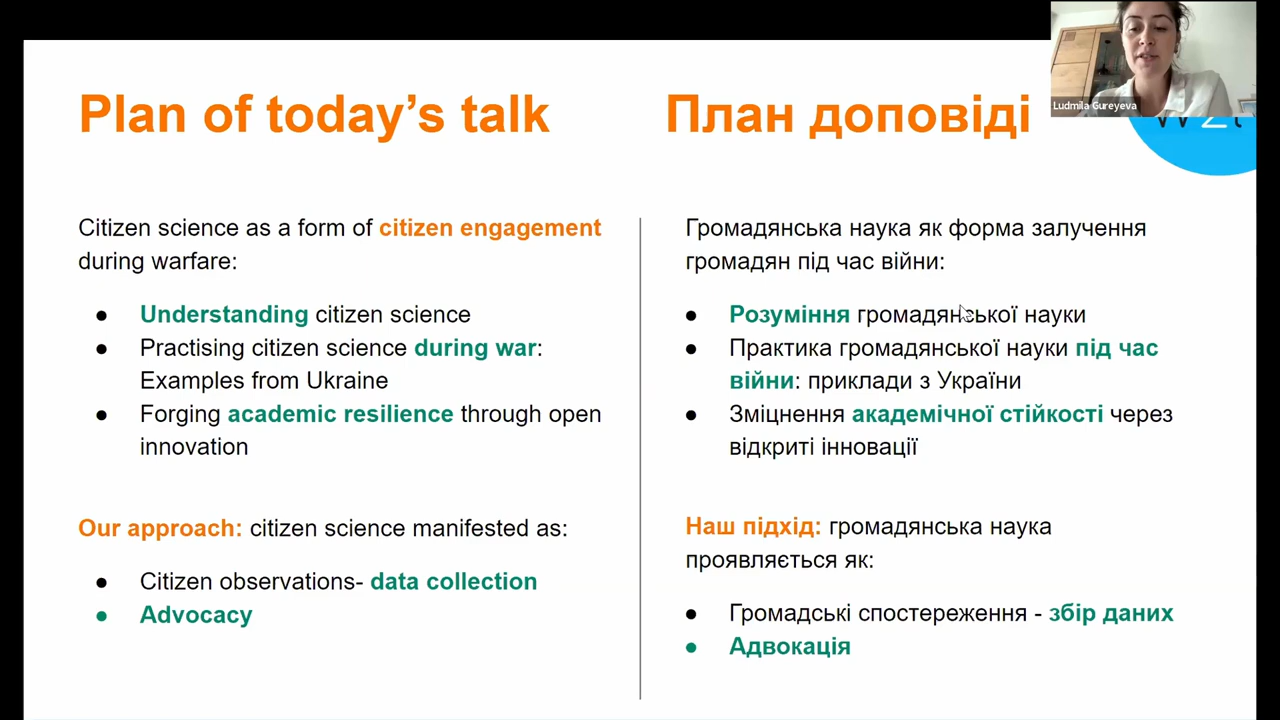 Plan of today's talk
Citizen science as a form of citizen engagement
during warfare:
● Understanding citizen science
● Practising citizen science during war:
Examples from Ukraine
● Forging academic resilience through open
innovation
Our approach: citizen science manifested as:
● Citizen observations- data collection
● Advocacy
План доповіді
Громадянська наука як форма залучення
громадян під час війни:
● Розуміння громадянської науки
● Практика громадянської науки під час
війни: приклади з України
● Зміцнення академічної стійкості через
відкриті інновації
Наш підхід: громадянська наука
проявляється як:
● Громадські спостереження - збір даних
● Адвокація
Ludmila Gureyeva